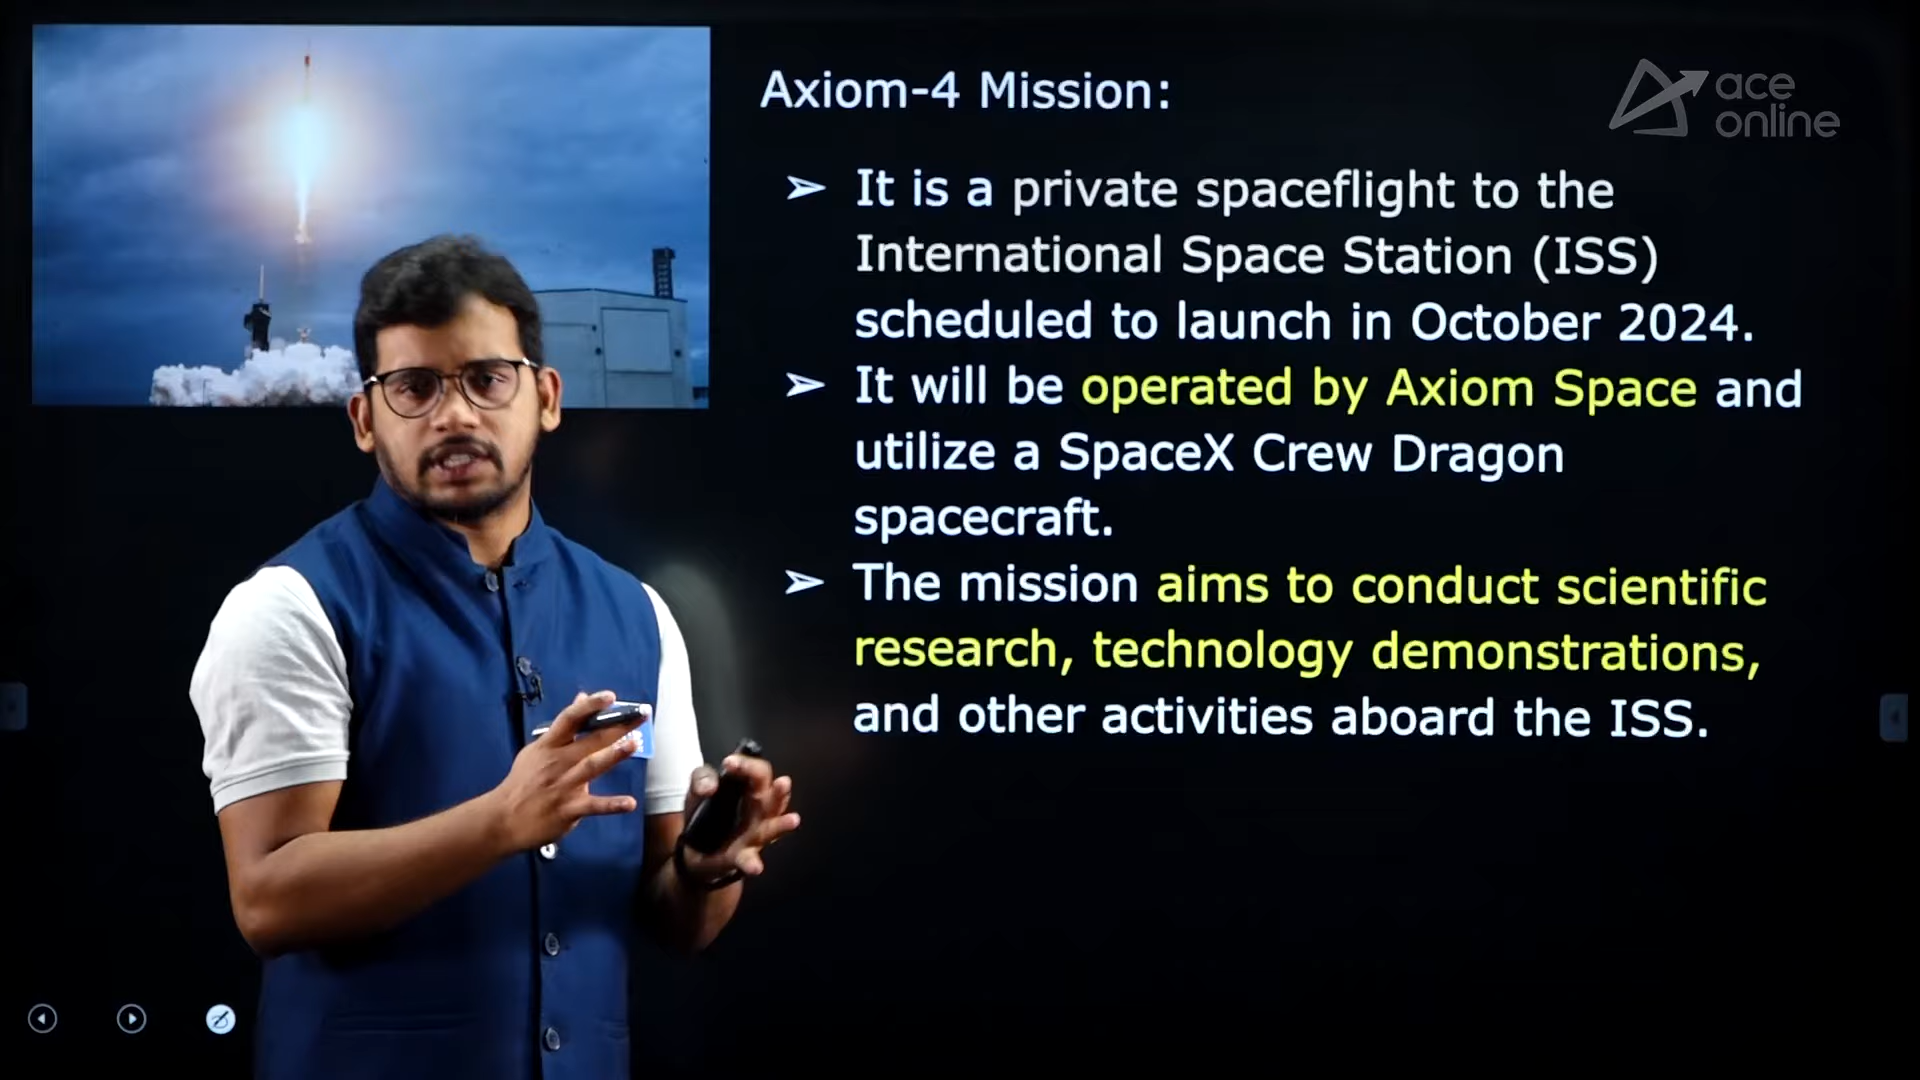 ace
online
Axiom-4 Mission:
➢ It is a private spaceflight to the
International Space Station (ISS)
scheduled to launch in October 2024.
➢ It will be operated by Axiom Space and
utilize a SpaceX Crew Dragon
spacecraft.
➢ The mission aims to conduct scientific
research, technology demonstrations,
and other activities aboard the ISS.